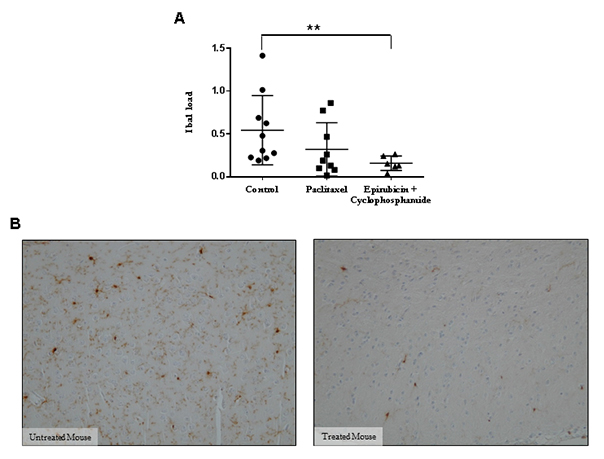 A
**
1.5
1.0
0.5
0.0
Iba1 load
Control
Paclitaxel
Epirubicin +
Cyclophosphamide
B
Untreated Mouse
Treated Mouse